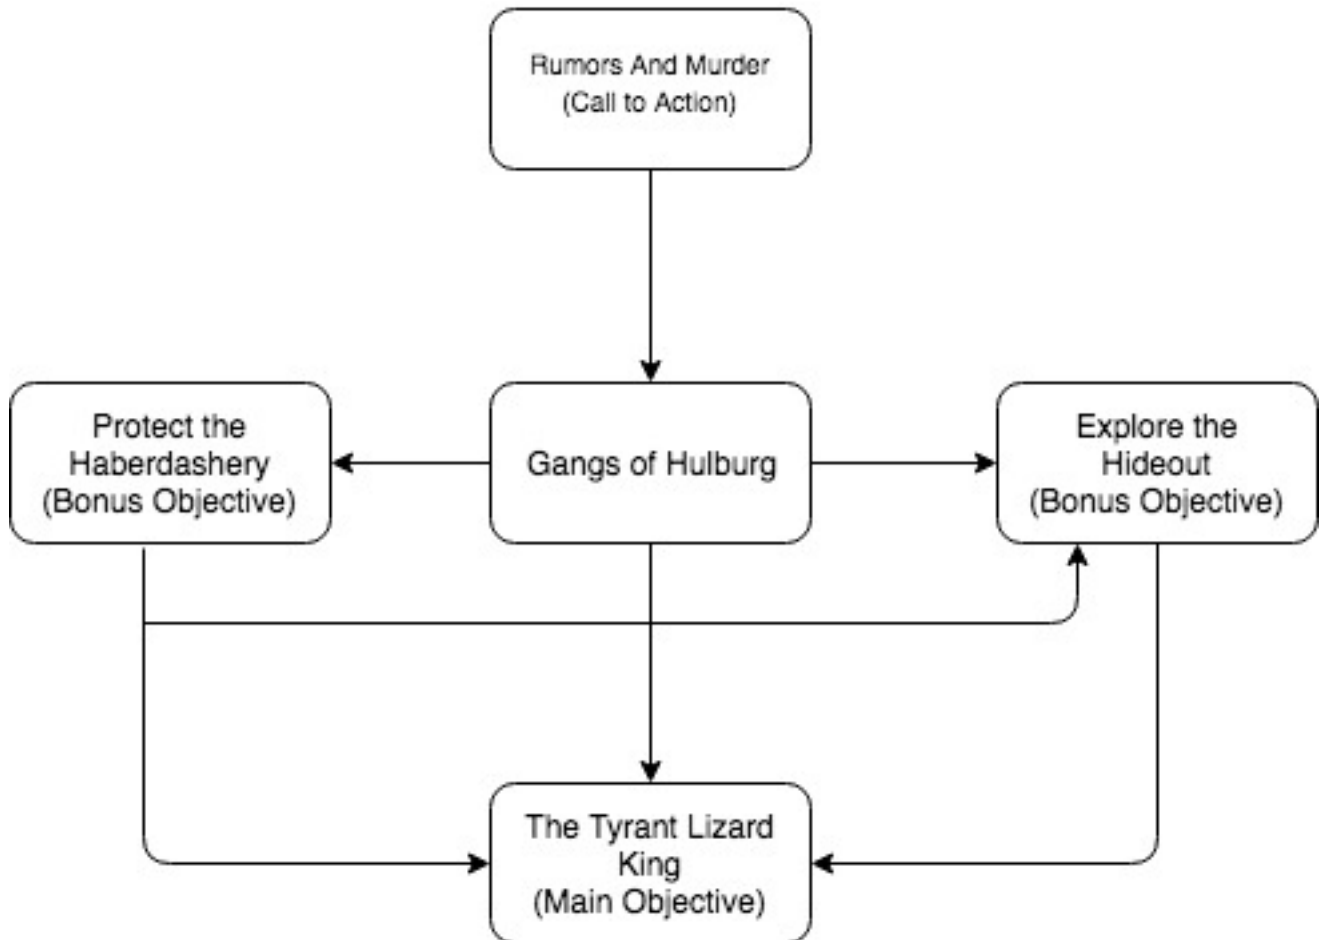 Rumors And Murder
(Call to Action)
Protect the
Haberdashery
(Bonus Objective)
Gangs of Hulburg
Explore the
Hideout
(Bonus Objective)
The Tyrant Lizard
King
(Main Objective)